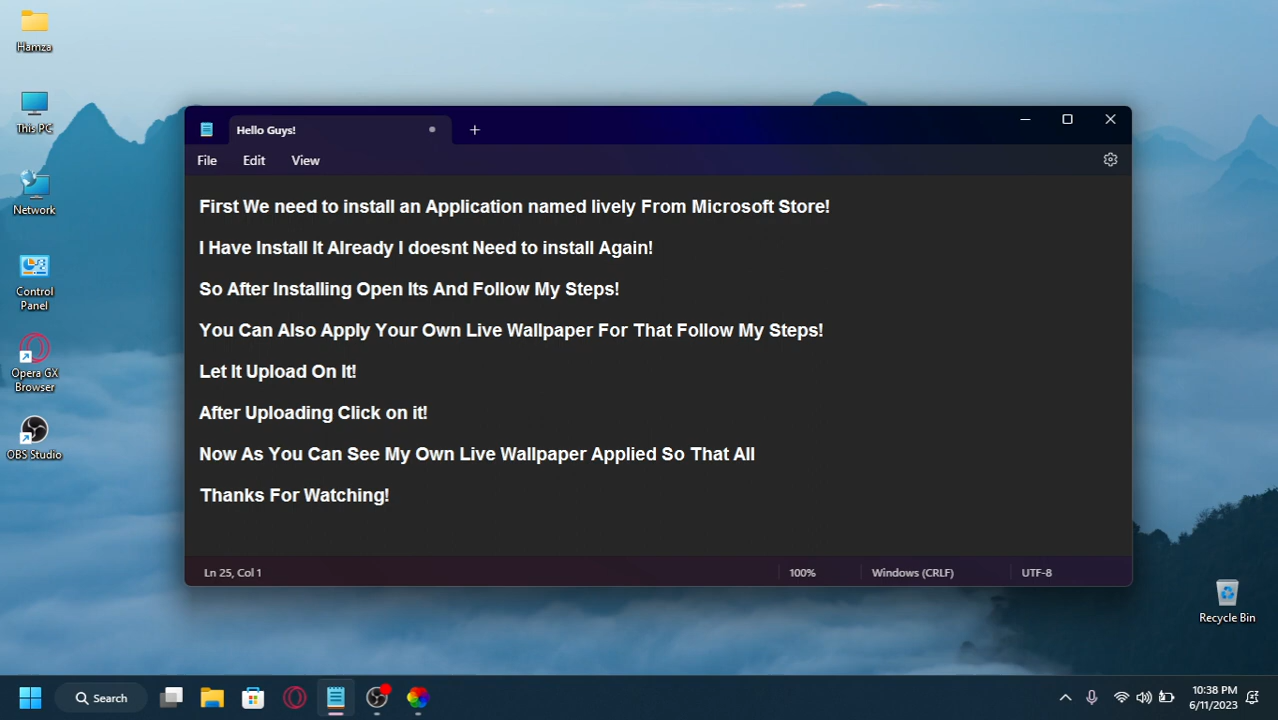 Hamza
This PC
Network
Control
Panel
Opera GX
Browser
OBS Studio
Hello Guys!
File Edit View
First We need to install an Application named lively From Microsoft Store!
I Have Install It Already I doesnt Need to install Again!
So After Installing Open Its And Follow My Steps!
You Can Also Apply Your Own Live Wallpaper For That Follow My Steps!
Let It Upload On It!
After Uploading Click on it!
Now As You Can See My Own Live Wallpaper Applied So That All
Thanks For Watching!
Ln 25, Col 1 100% Windows (CRLF) UTF-8
Recycle Bin
Search
10:38 PM
6/11/2023